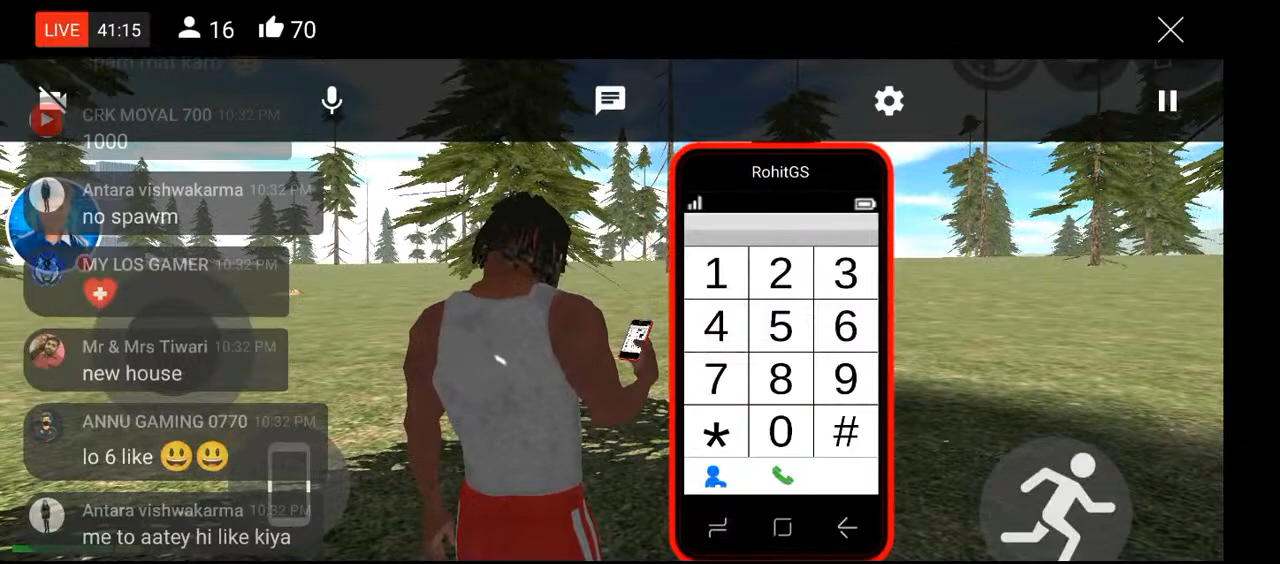 LIVE 41:15 16 70
spam mat karo
CRK MOYAL 700 10:32 PM
1000
Antara vishwakarma 10:32 PM
no spawm
MY LOS GAMER 10:32 PM
Mr & Mrs Tiwari 10:32 PM
new house
ANNU GAMING 0770 10:32 PM
lo 6 like 😃😃
Antara vishwakarma 10:32 PM
me to aatey hi like kiya
RohitGS
1 2 3
4 5 6
7 8 9
* 0 #